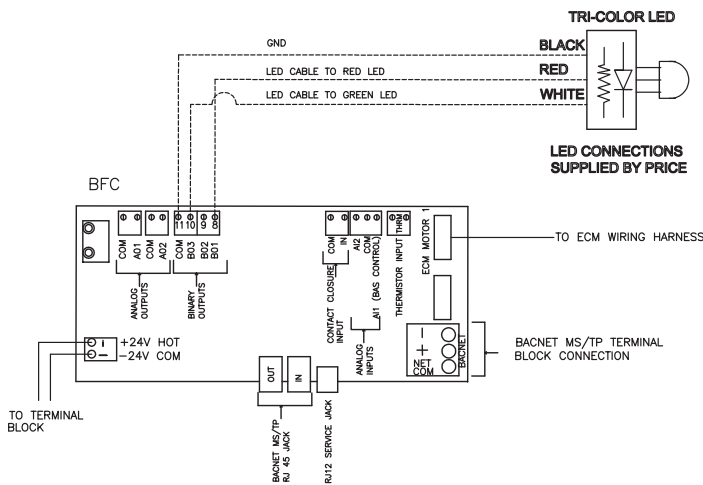 TRI-COLOR LED
GND
BLACK
LED CABLE TO RED LED
RED
LED CABLE TO GREEN LED
WHITE
LED CONNECTIONS
SUPPLIED BY PRICE
BFC
11 10 9 8
COM
AO1
COM
AO2
COM
BO3
BO2
BO1
ANALOG
OUTPUTS
BINARY
OUTPUTS
COM
IN
CONTACT CLOSURE
INPUT
AI2
COM
AI1 (BAS CONTROL)
ANALOG
INPUTS
THRM
THERMISTOR INPUT
ECM MOTOR 1
TO ECM WIRING HARNESS
+24V HOT
-24V COM
TO TERMINAL
BLOCK
OUT
IN
BACNET MS/TP
RJ 45 JACK
RJ12 SERVICE JACK
-
+
NET
COM
BACNET
BACNET MS/TP TERMINAL
BLOCK CONNECTION